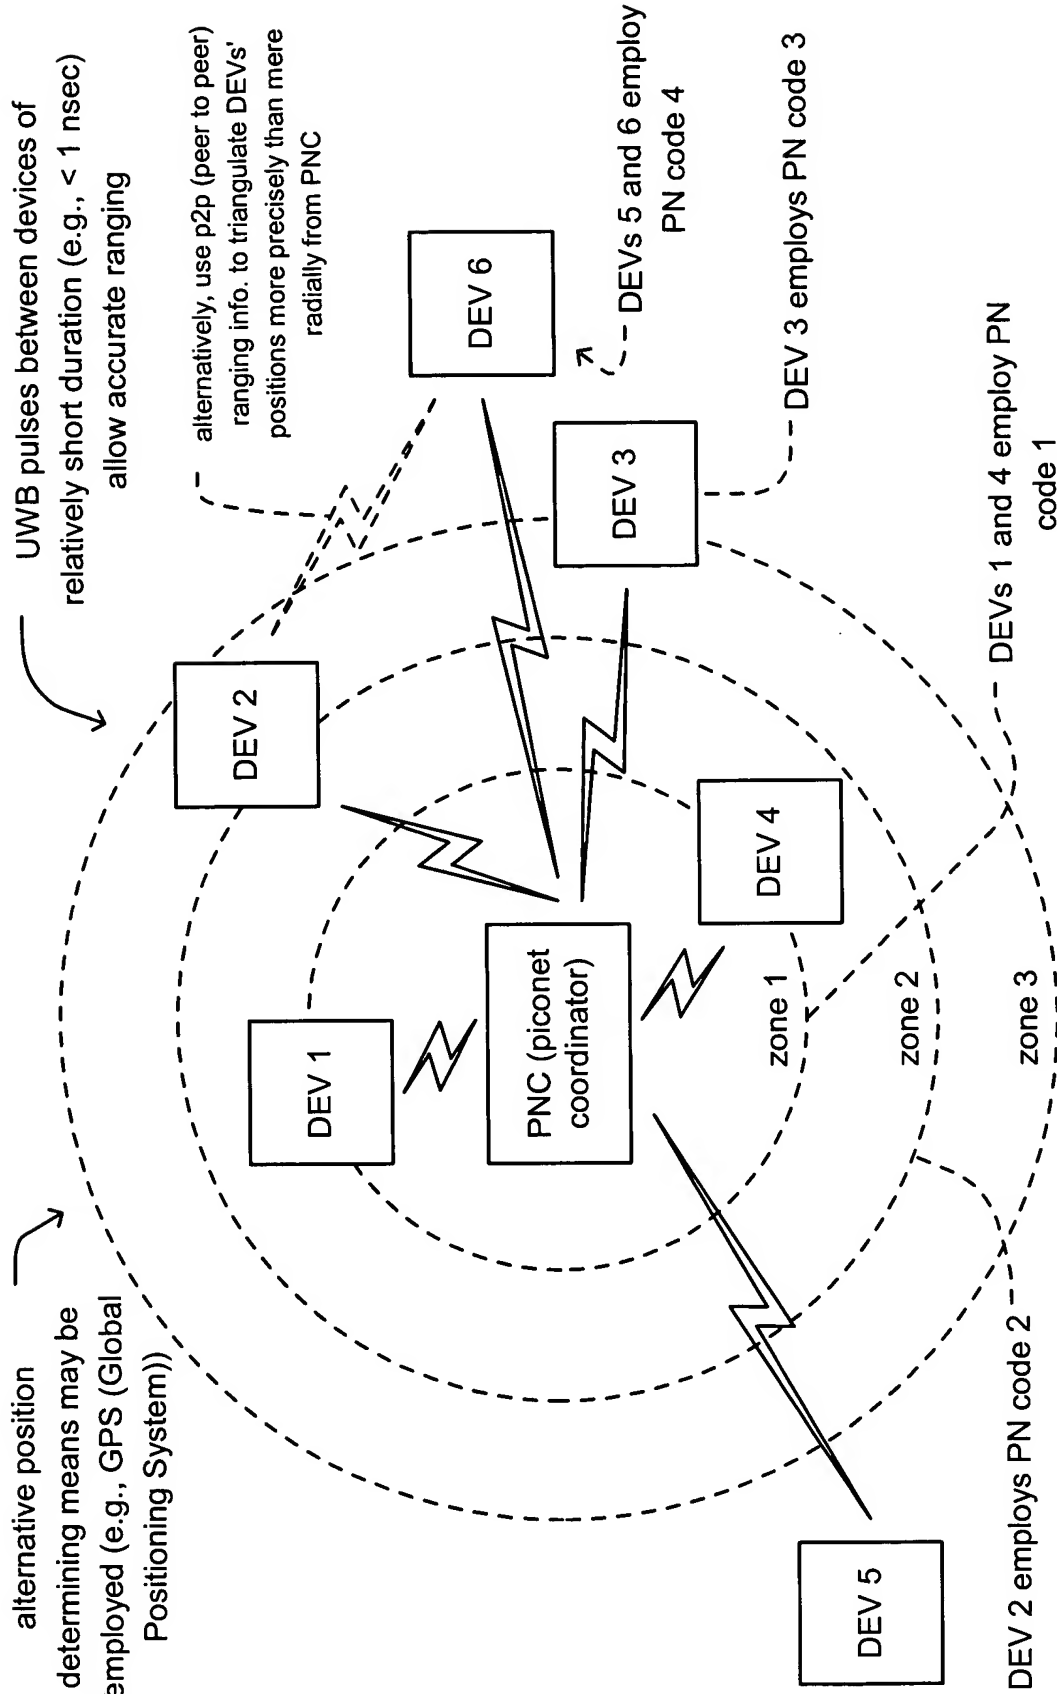 alternative position
determining means may be
employed (e.g., GPS (Global
Positioning System))
UWB pulses between devices of
relatively short duration (e.g., < 1 nsec)
allow accurate ranging
alternatively, use p2p (peer to peer)
ranging info. to triangulate DEVs'
positions more precisely than mere
radially from PNC
DEV 1
DEV 2
DEV 6
PNC (piconet
coordinator)
DEV 3
DEV 4
DEV 5
zone 1
zone 2
zone 3
DEVs 5 and 6 employ
PN code 4
DEV 3 employs PN code 3
DEVs 1 and 4 employ PN
code 1
DEV 2 employs PN code 2